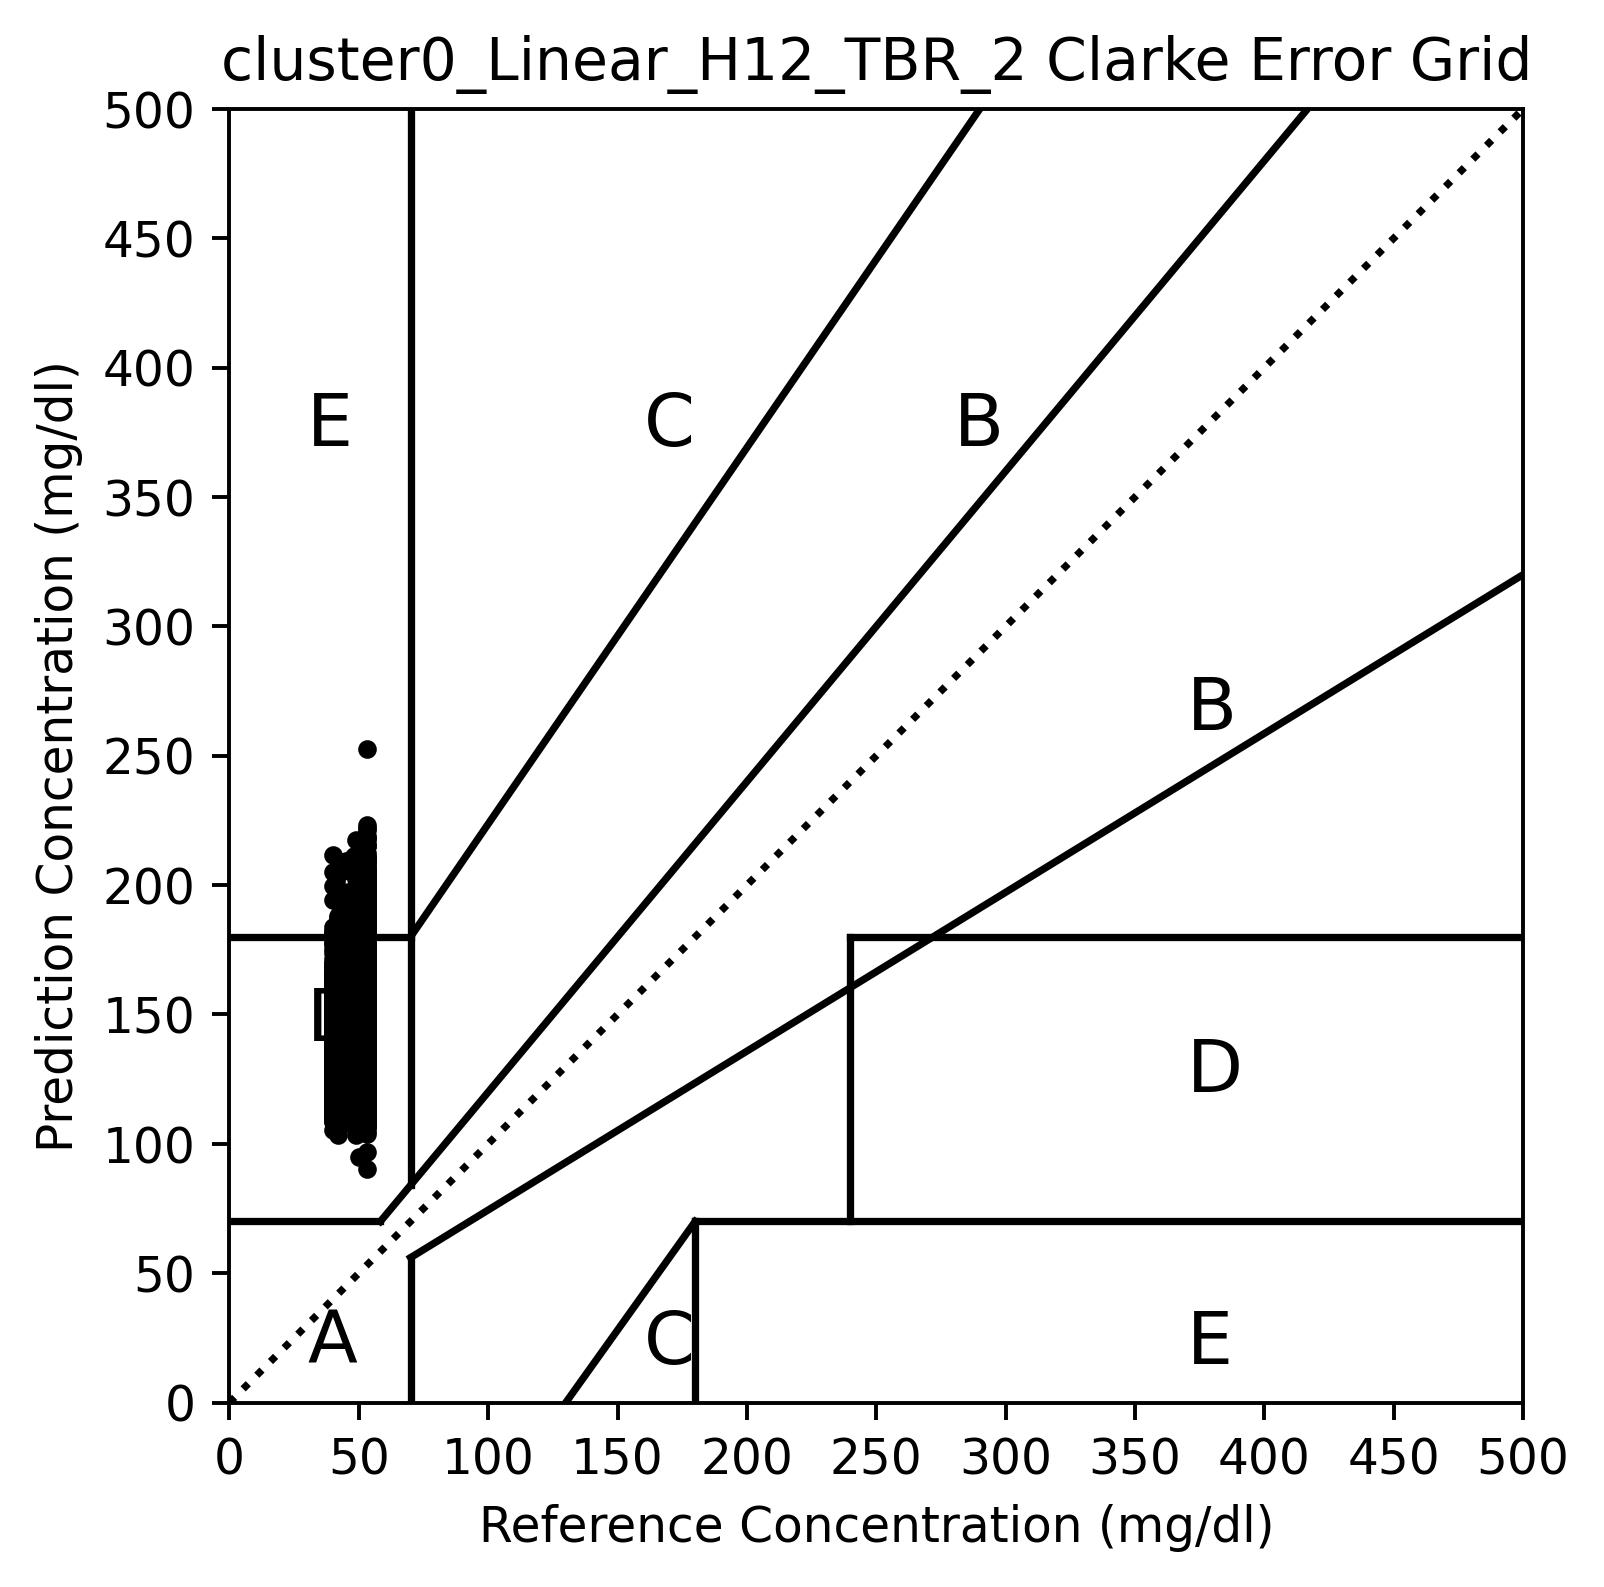 cluster0_Linear_H12_TBR_2 Clarke Error Grid
500
450
400
350
300
250
200
150
100
50
0
Prediction Concentration (mg/dl)
E
C
B
B
D
A
C
E
0 50 100 150 200 250 300 350 400 450 500
Reference Concentration (mg/dl)